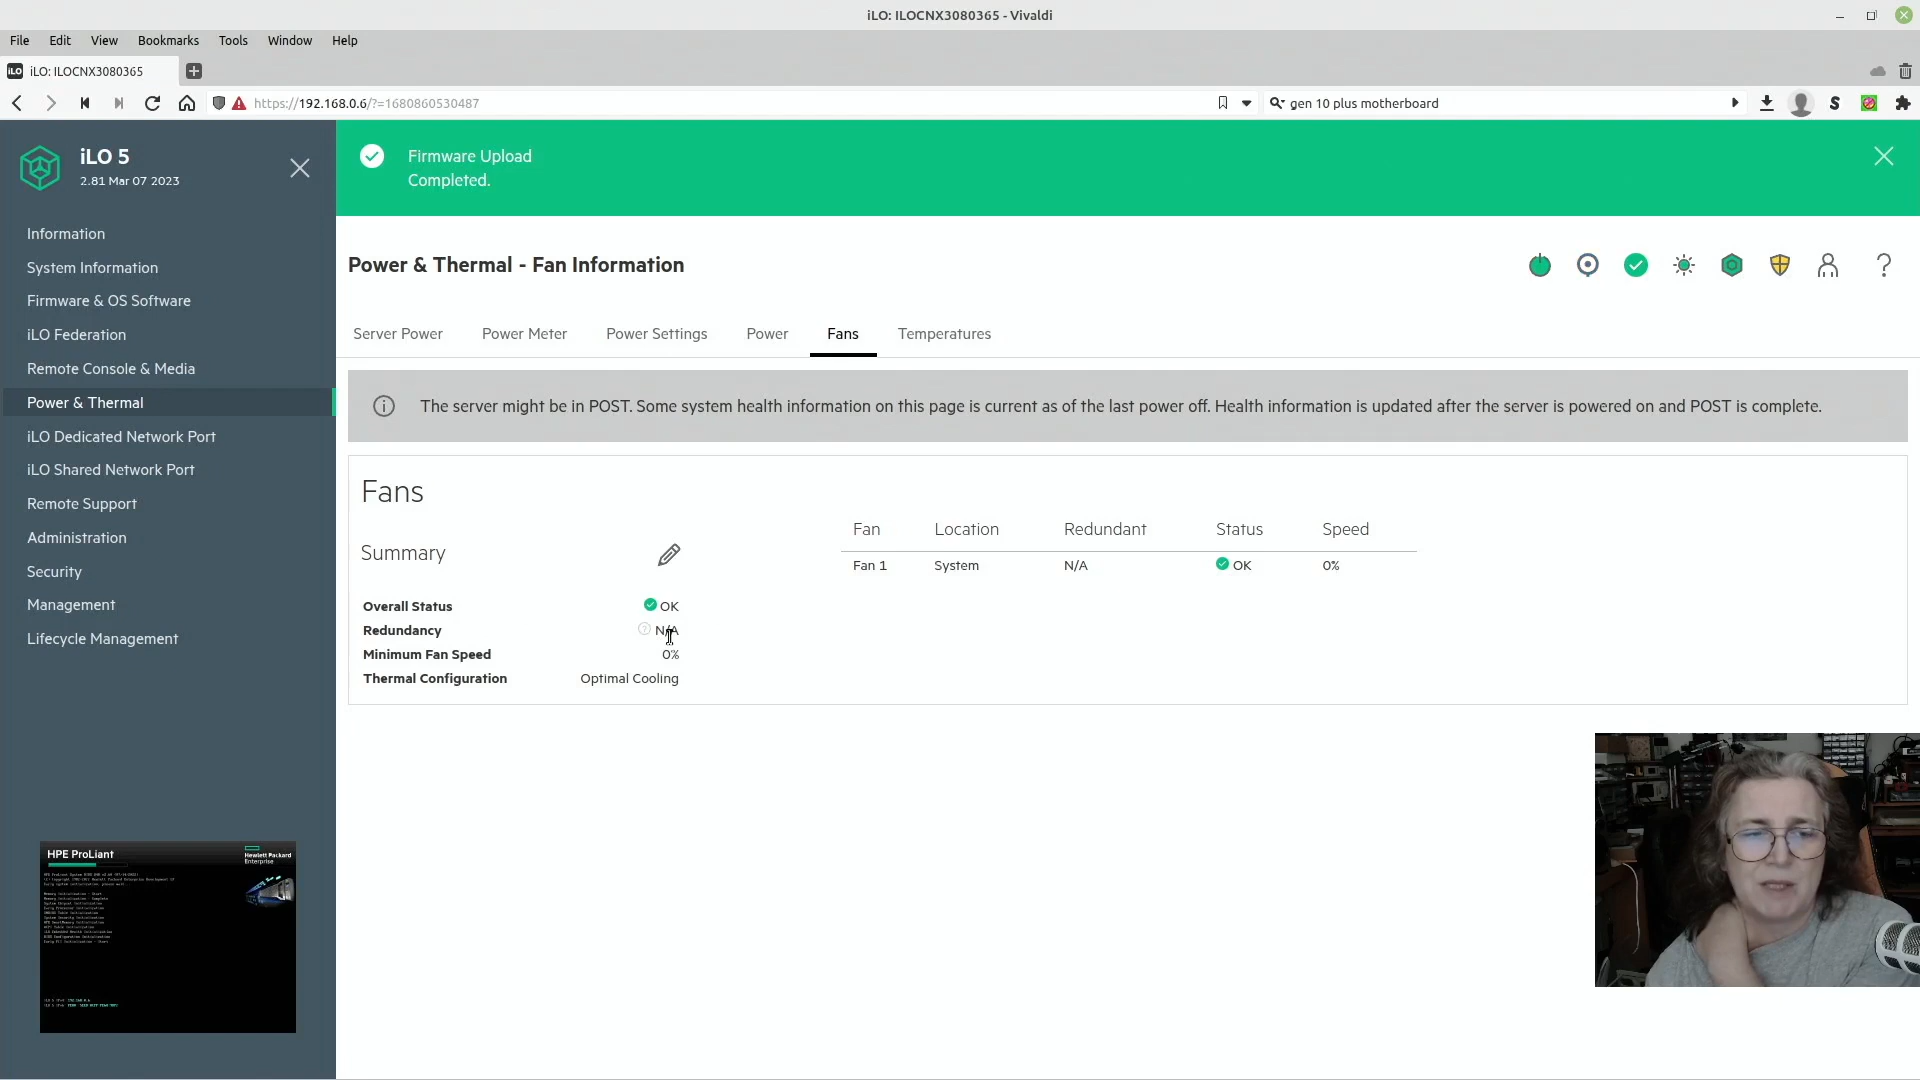 iLO: ILOCNX3080365 - Vivaldi
File Edit View Bookmarks Tools Window Help
iLO iLO: ILOCNX3080365
https://192.168.0.6/?=1680860530487
gen 10 plus motherboard
S
iLO 5
2.81 Mar 07 2023
Information
System Information
Firmware & OS Software
iLO Federation
Remote Console & Media
Power & Thermal
iLO Dedicated Network Port
iLO Shared Network Port
Remote Support
Administration
Security
Management
Lifecycle Management
HPE ProLiant
Hewlett Packard
Enterprise
Firmware Upload
Completed.
Power & Thermal - Fan Information
Server Power Power Meter Power Settings Power Fans Temperatures
The server might be in POST. Some system health information on this page is current as of the last power off. Health information is updated after the server is powered on and POST is complete.
Fans
Summary
Overall Status OK
Redundancy N/A
Minimum Fan Speed 0%
Thermal Configuration Optimal Cooling
Fan Location Redundant Status Speed
Fan 1 System N/A OK 0%